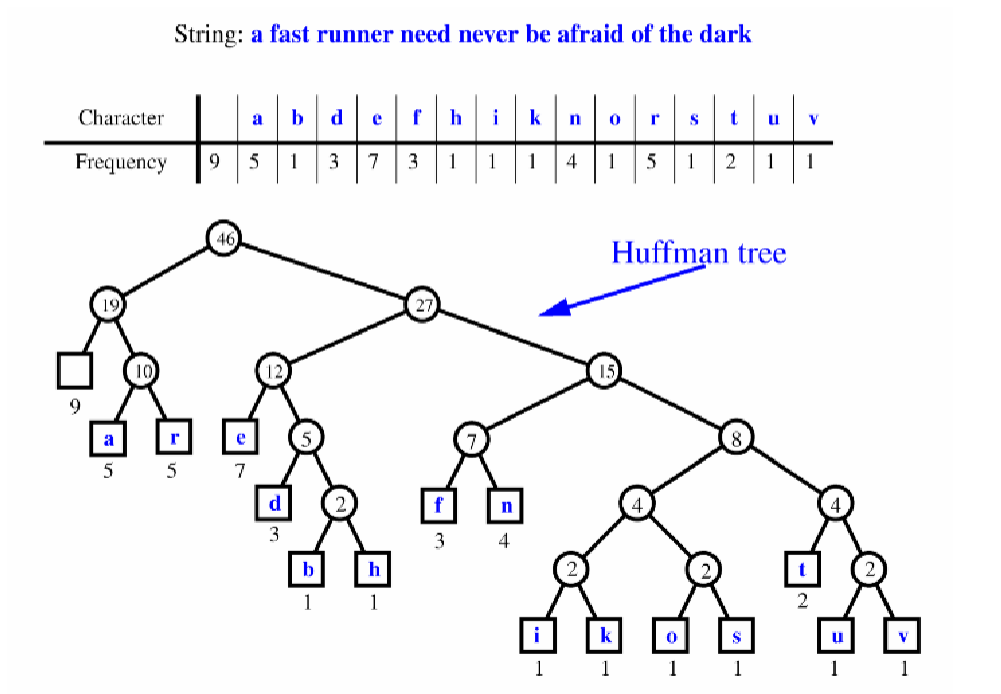 String: a fast runner need never be afraid of the dark
Character a b d e f h i k n o r s t u v
Frequency 9 5 1 3 7 3 1 1 1 4 1 5 1 2 1 1
46
Huffman tree
19 27
10 12 15
9
a r e 5 7 8
5 5 7
d 2 f n 4 4
3 3 4
b h 2 2 t 2
1 1 2
i k o s u v
1 1 1 1 1 1